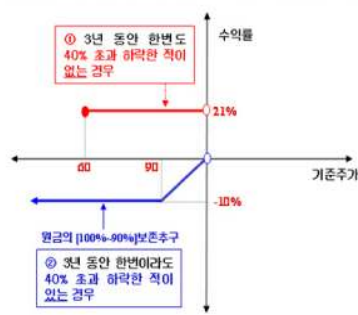 ① 3년 동안 한번도
40% 초과 하락한 적이
없는 경우
수익률
21%
60
90
기준주가
-10%
원금의 [100%~90%]보존추구
② 3년 동안 한번이라도
40% 초과 하락한 적이
있는 경우